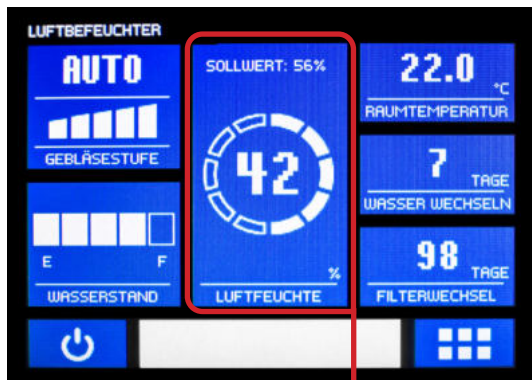 LUFTBEFEUCHTER
AUTO
GEBLÄSESTUFE
E F
WASSERSTAND
SOLLWERT: 56%
42
%
LUFTFEUCHTE
22.0
°C
RAUMTEMPERATUR
7
TAGE
WASSER WECHSELN
98
TAGE
FILTERWECHSEL